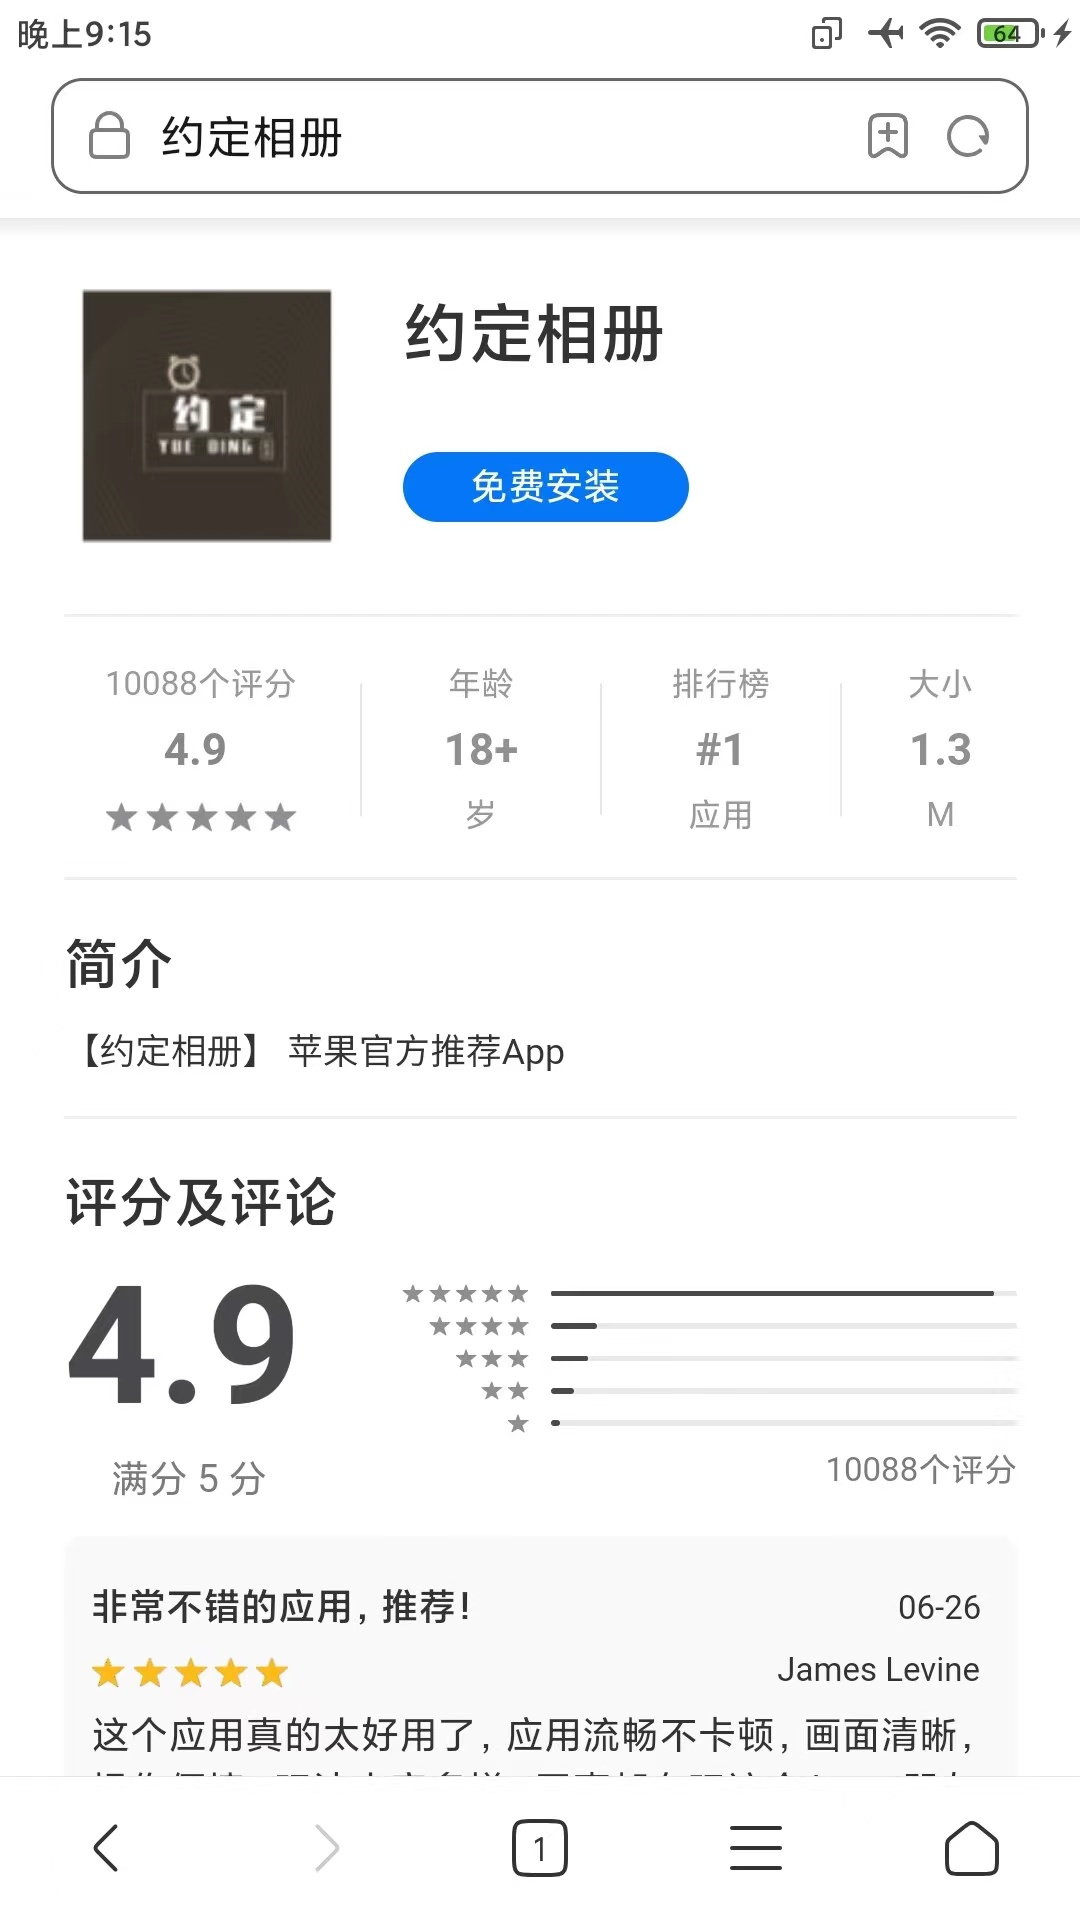 晚上9:15
64
约定相册
约定
YUE DING
约定相册
免费安装
10088个评分
4.9
年龄
18+
岁
排行榜
#1
应用
大小
1.3
M
简介
【约定相册】 苹果官方推荐App
评分及评论
4.9
满分 5 分
10088个评分
非常不错的应用，推荐！
06-26
James Levine
这个应用真的太好用了，应用流畅不卡顿，画面清晰，
1